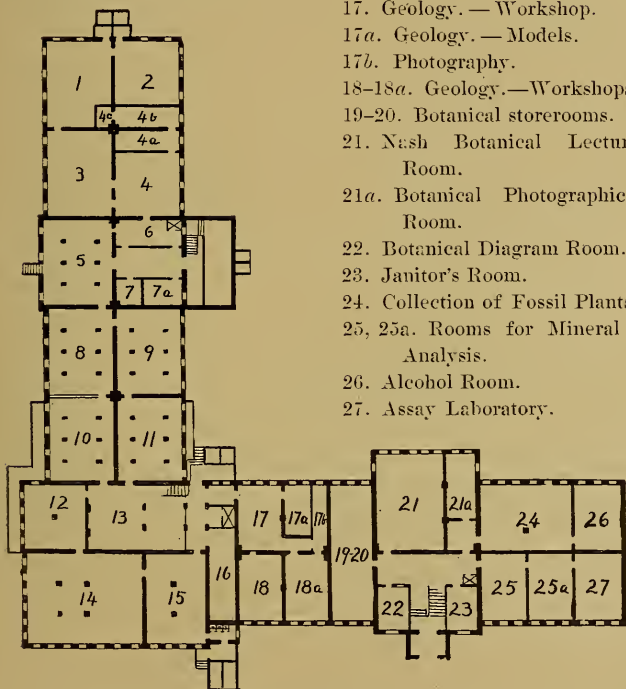 17. Geology. — Workshop.
17a. Geology. — Models.
17b. Photography.
18–18a. Geology.—Workshop
19–20. Botanical storerooms.
21. Nash Botanical Lectur
Room.
21a. Botanical Photographic
Room.
22. Botanical Diagram Room.
23. Janitor's Room.
24. Collection of Fossil Plant
25, 25a. Rooms for Mineral
Analysis.
26. Alcohol Room.
27. Assay Laboratory.
1 2
4c 4b
4a
3 4
6
5
7 7a
8 9
10 11
12 13
14 15
16
17 17a 17b
18 18a
19-20
21 21a
22 23
24 26
25 25a 27